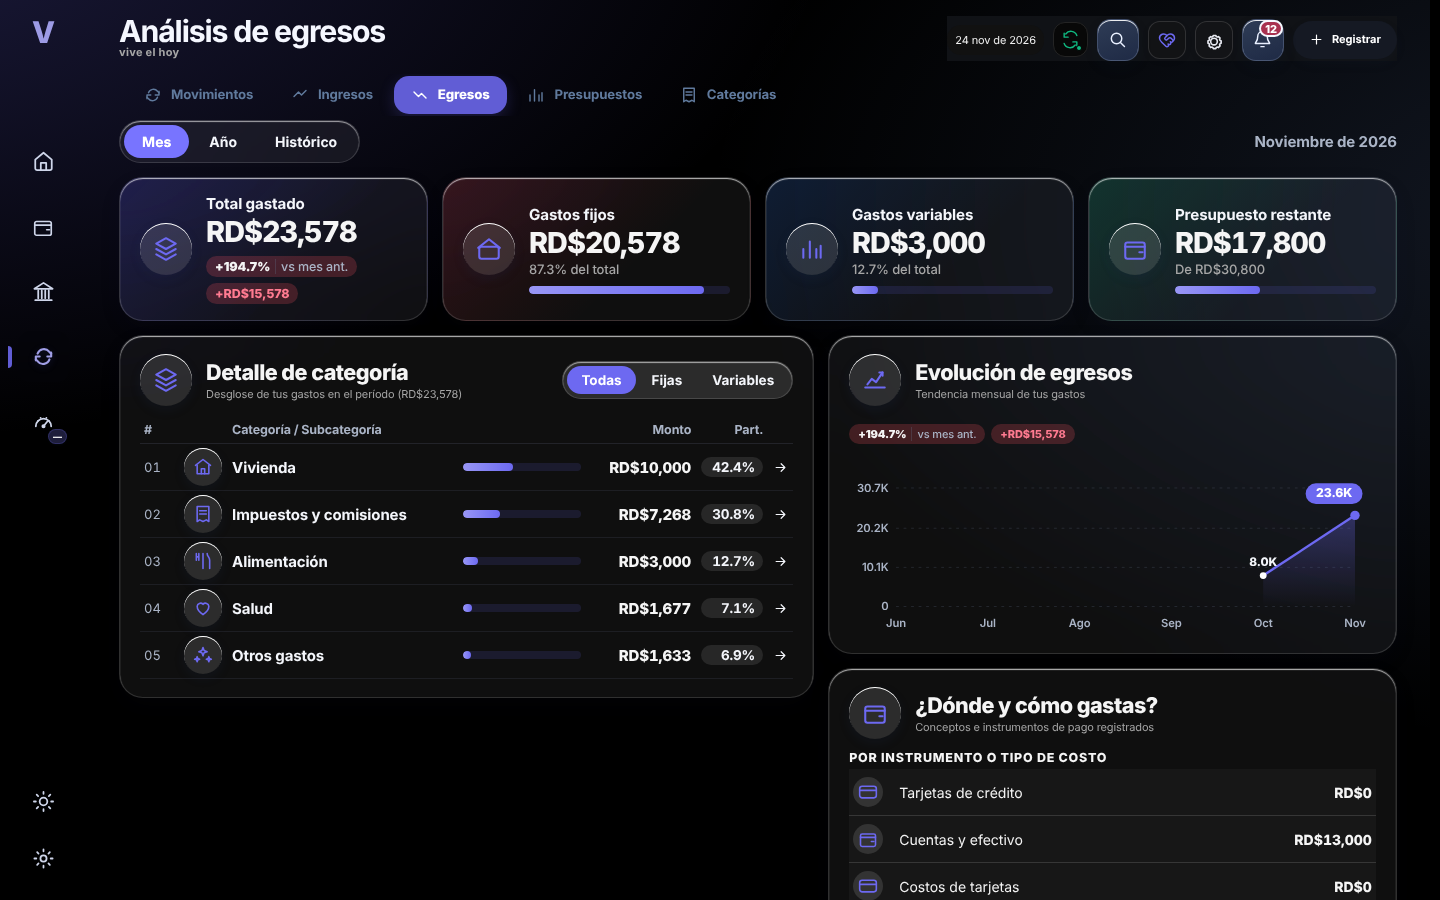 V
Análisis de egresos
vive el hoy
24 nov de 2026
12
Registrar
Movimientos
Ingresos
Egresos
Presupuestos
Categorías
Mes
Año
Histórico
Noviembre de 2026
Total gastado
RD$23,578
+194.7% vs mes ant.
+RD$15,578
Gastos fijos
RD$20,578
87.3% del total
Gastos variables
RD$3,000
12.7% del total
Presupuesto restante
RD$17,800
De RD$30,800
Detalle de categoría
Desglose de tus gastos en el período (RD$23,578)
Todas
Fijas
Variables
# Categoría / Subcategoría Monto Part.
01 Vivienda RD$10,000 42.4%
02 Impuestos y comisiones RD$7,268 30.8%
03 Alimentación RD$3,000 12.7%
04 Salud RD$1,677 7.1%
05 Otros gastos RD$1,633 6.9%
Evolución de egresos
Tendencia mensual de tus gastos
+194.7% vs mes ant. +RD$15,578
30.7K
23.6K
20.2K
10.1K
8.0K
0
Jun Jul Ago Sep Oct Nov
¿Dónde y cómo gastas?
Conceptos e instrumentos de pago registrados
POR INSTRUMENTO O TIPO DE COSTO
Tarjetas de crédito RD$0
Cuentas y efectivo RD$13,000
Costos de tarjetas RD$0